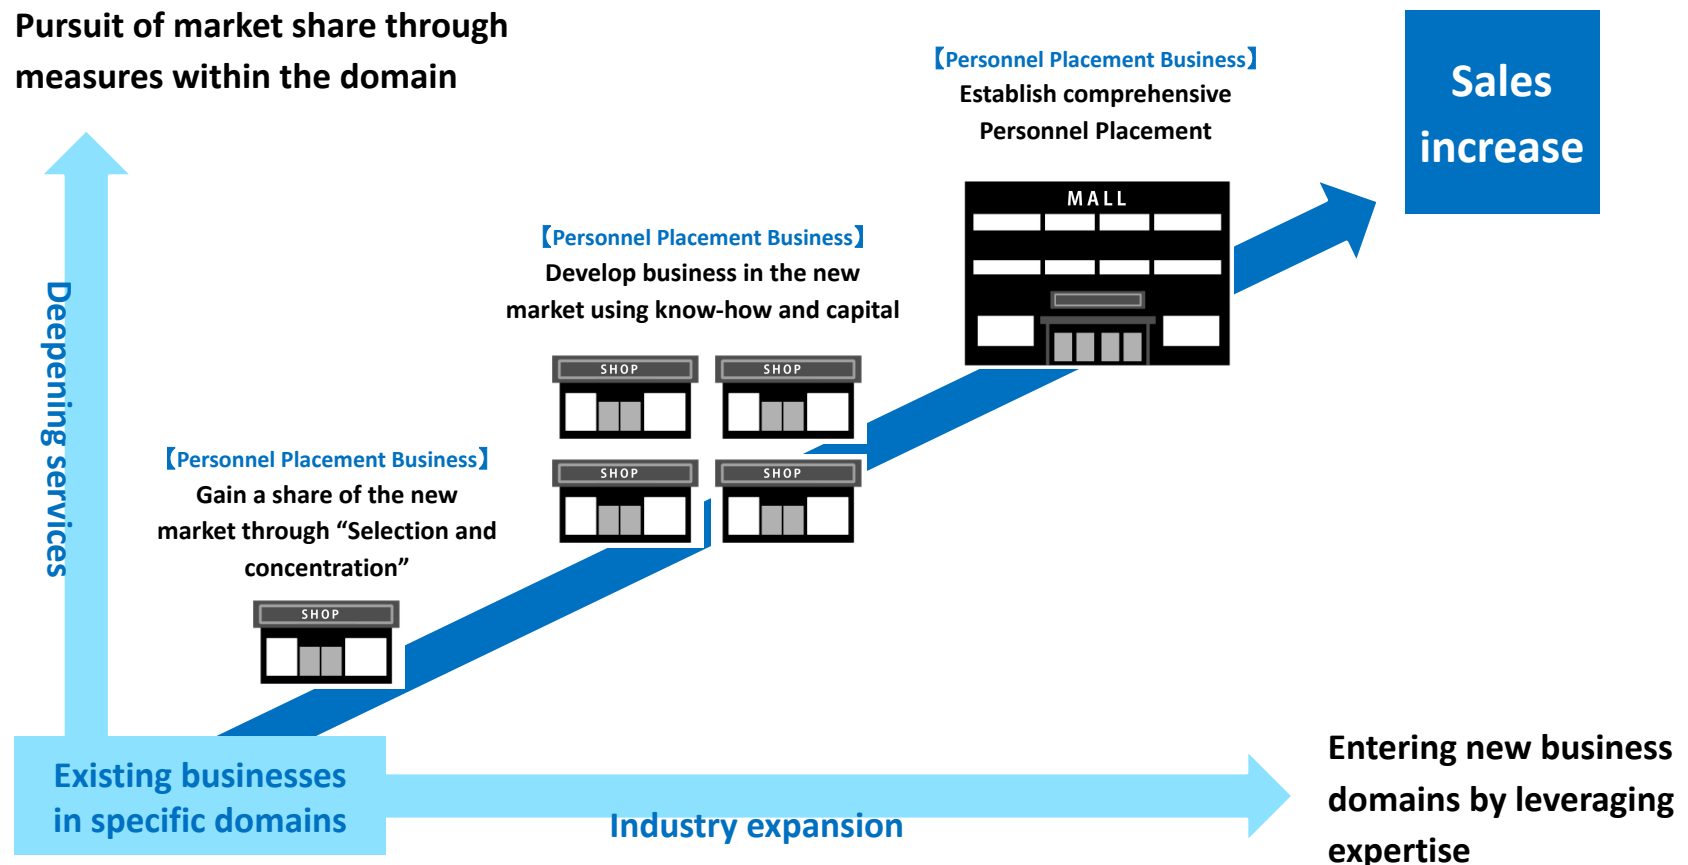 Pursuit of market share through
measures within the domain
【Personnel Placement Business】
Establish comprehensive
Personnel Placement
Sales
increase
MALL
【Personnel Placement Business】
Develop business in the new
market using know-how and capital
SHOP
SHOP
SHOP
SHOP
Deepening services
【Personnel Placement Business】
Gain a share of the new
market through “Selection and
concentration”
SHOP
Existing businesses
in specific domains
Industry expansion
Entering new business
domains by leveraging
expertise